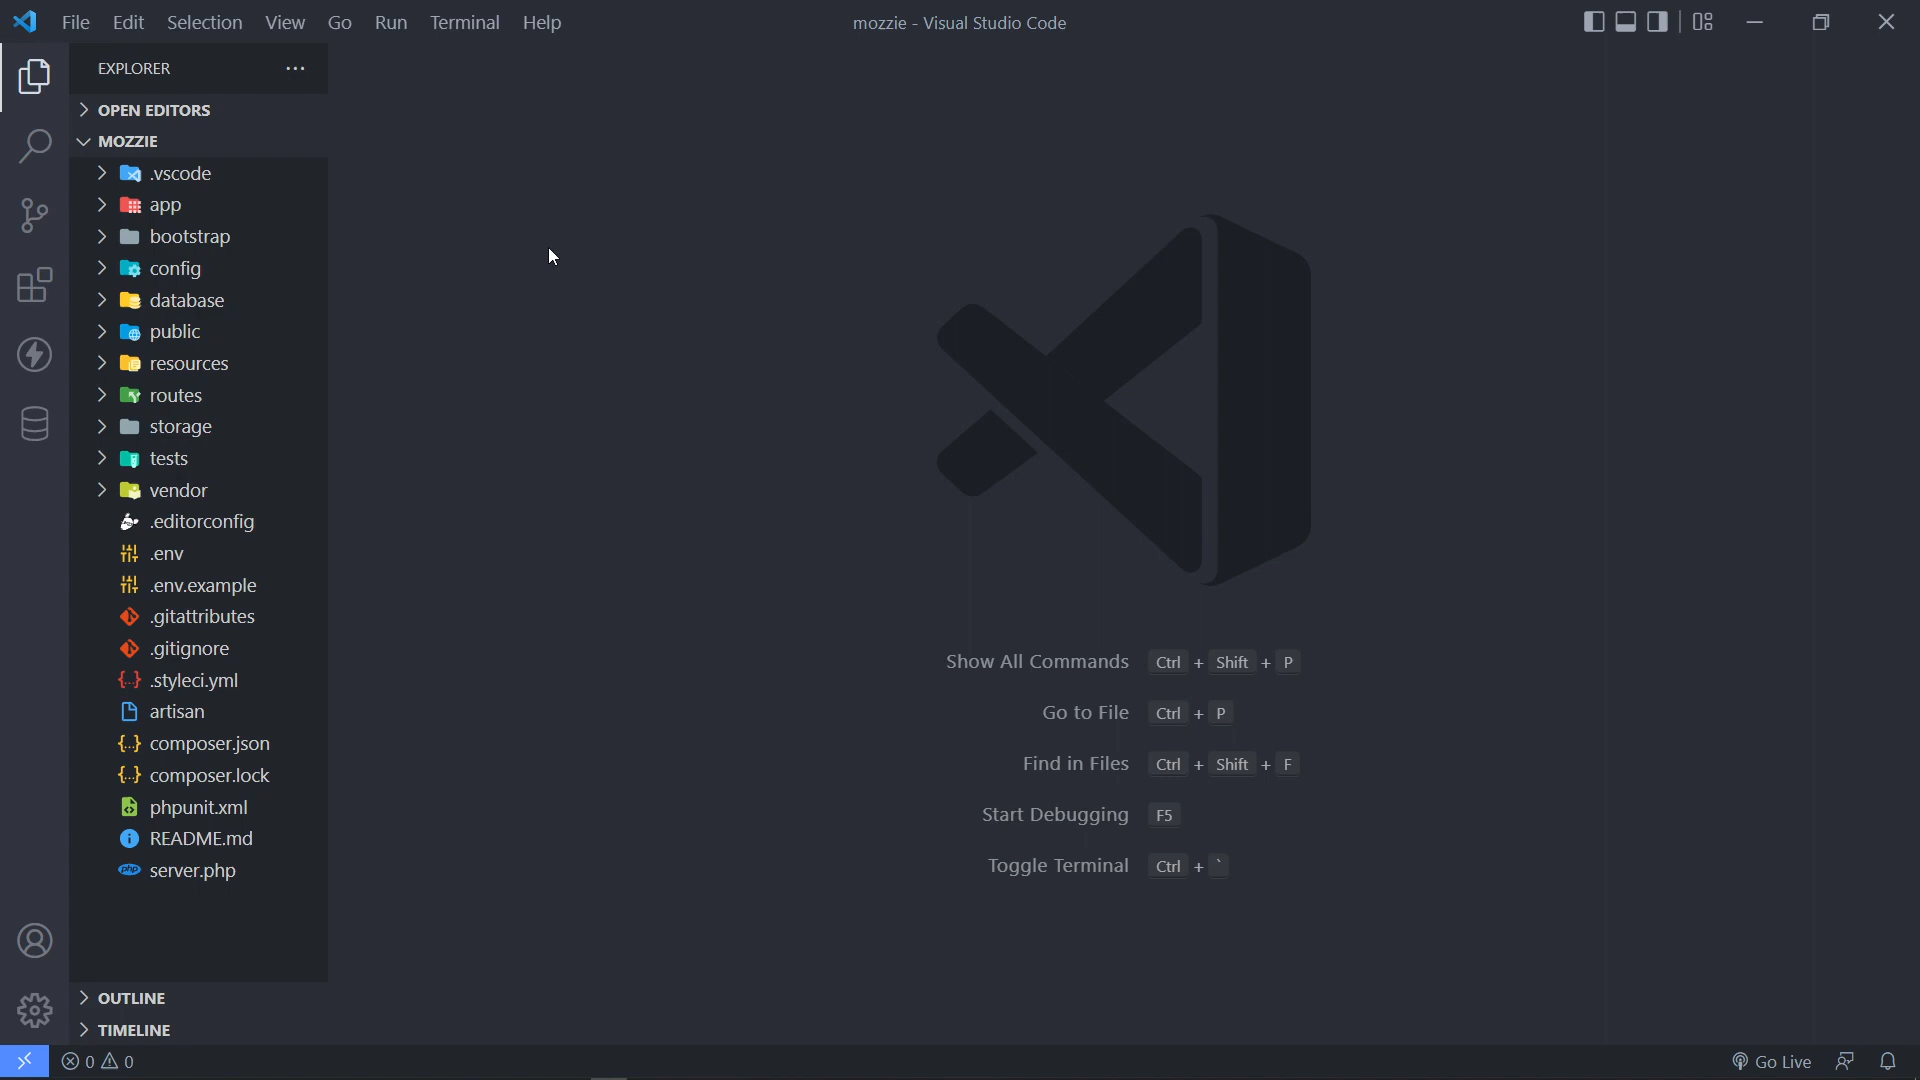 File Edit Selection View Go Run Terminal Help
mozzie - Visual Studio Code
EXPLORER
OPEN EDITORS
MOZZIE
.vscode
app
bootstrap
config
database
public
resources
routes
storage
tests
vendor
.editorconfig
.env
.env.example
.gitattributes
.gitignore
.styleci.yml
artisan
composer.json
composer.lock
phpunit.xml
README.md
server.php
OUTLINE
TIMELINE
Show All Commands Ctrl + Shift + P
Go to File Ctrl + P
Find in Files Ctrl + Shift + F
Start Debugging F5
Toggle Terminal Ctrl + `
0 0
Go Live